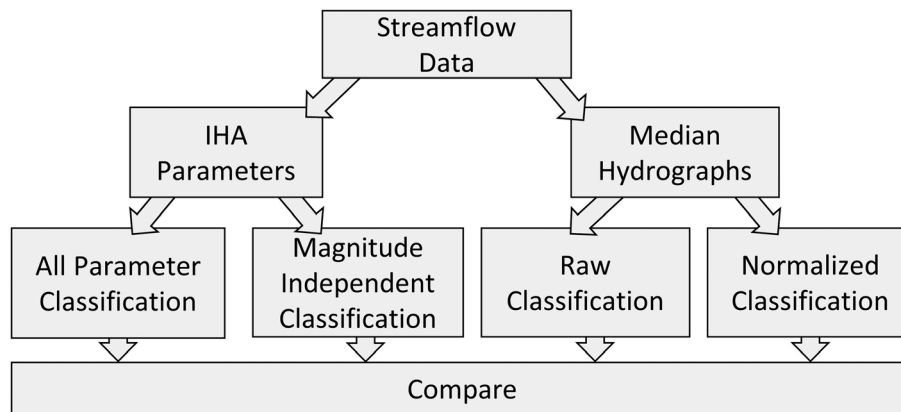 Streamflow
Data
IHA
Parameters
Median
Hydrographs
All Parameter
Classification
Magnitude
Independent
Classification
Raw
Classification
Normalized
Classification
Compare